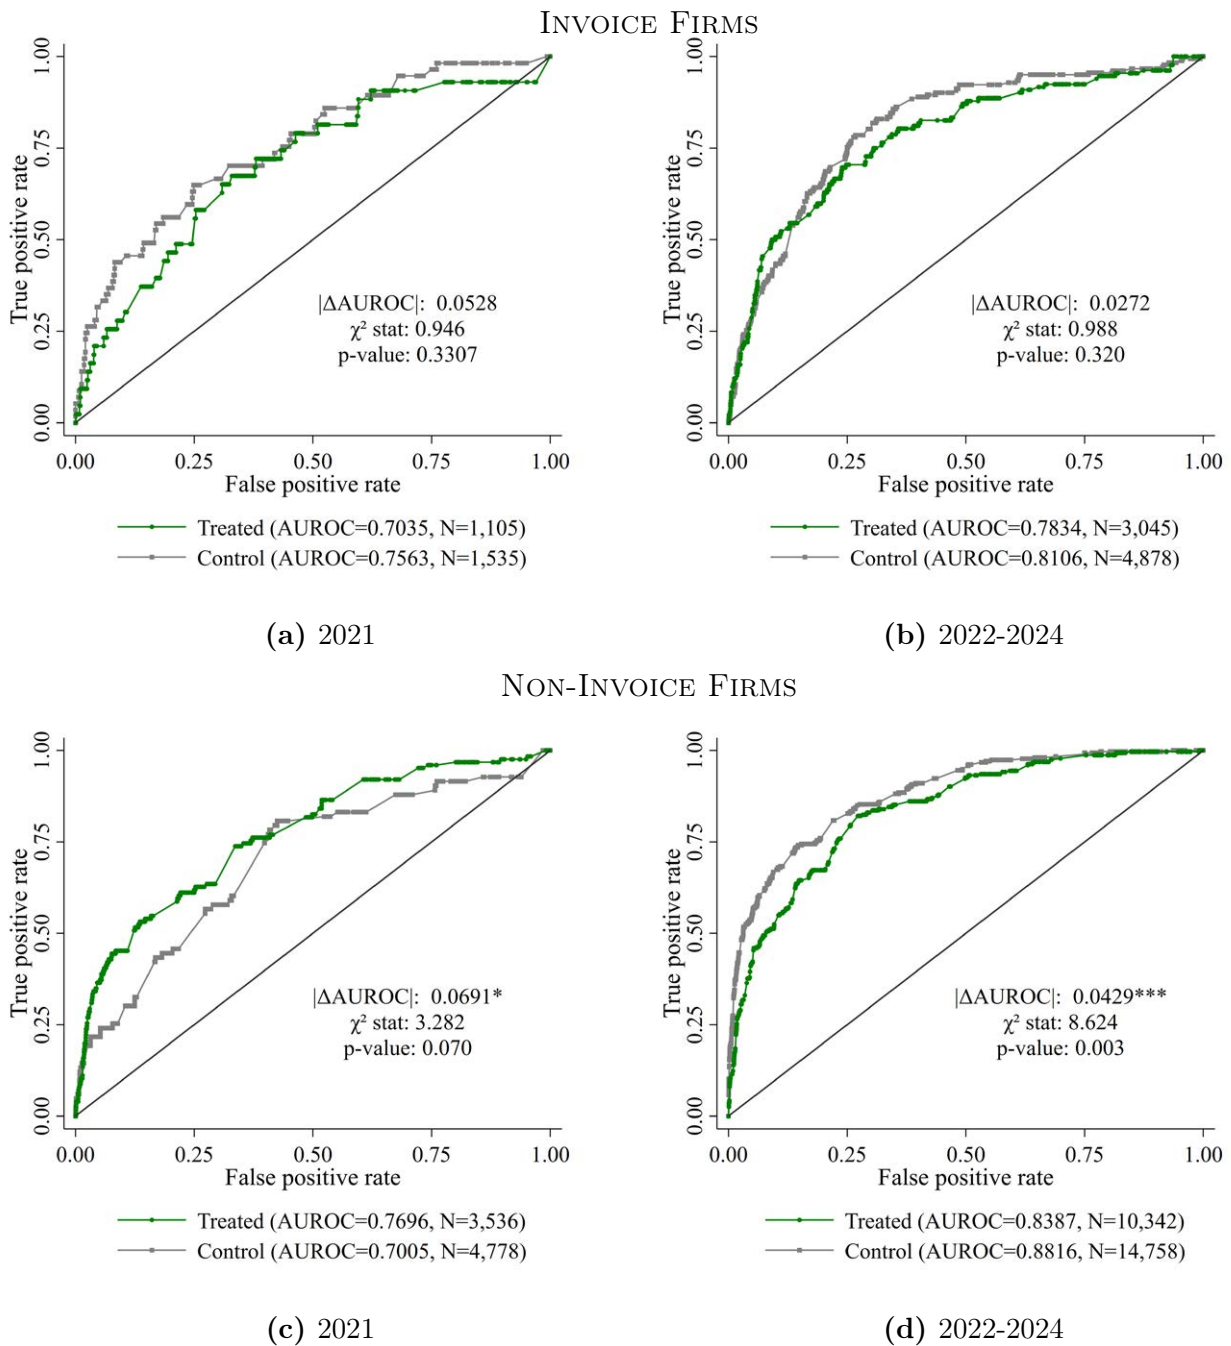 INVOICE FIRMS
True positive rate
0.00 0.25 0.50 0.75 1.00
|ΔAUROC|: 0.0528
χ² stat: 0.946
p-value: 0.3307
0.00 0.25 0.50 0.75 1.00
False positive rate
Treated (AUROC=0.7035, N=1,105)
Control (AUROC=0.7563, N=1,535)
(a) 2021
True positive rate
0.00 0.25 0.50 0.75 1.00
|ΔAUROC|: 0.0272
χ² stat: 0.988
p-value: 0.320
0.00 0.25 0.50 0.75 1.00
False positive rate
Treated (AUROC=0.7834, N=3,045)
Control (AUROC=0.8106, N=4,878)
(b) 2022-2024
NON-INVOICE FIRMS
True positive rate
0.00 0.25 0.50 0.75 1.00
|ΔAUROC|: 0.0691*
χ² stat: 3.282
p-value: 0.070
0.00 0.25 0.50 0.75 1.00
False positive rate
Treated (AUROC=0.7696, N=3,536)
Control (AUROC=0.7005, N=4,778)
(c) 2021
True positive rate
0.00 0.25 0.50 0.75 1.00
|ΔAUROC|: 0.0429***
χ² stat: 8.624
p-value: 0.003
0.00 0.25 0.50 0.75 1.00
False positive rate
Treated (AUROC=0.8387, N=10,342)
Control (AUROC=0.8816, N=14,758)
(d) 2022-2024